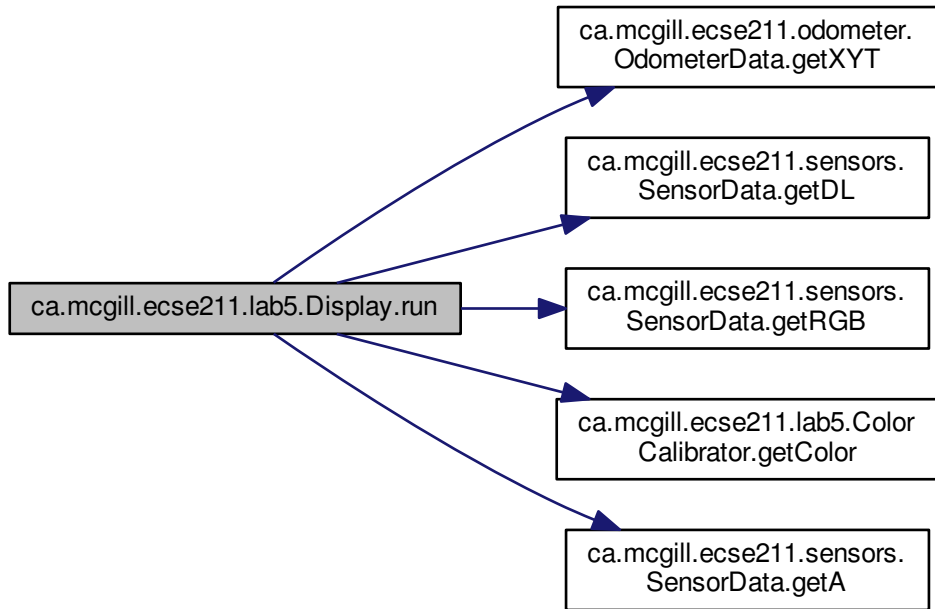 ca.mcgill.ecse211.odometer.
OdometerData.getXYT
ca.mcgill.ecse211.sensors.
SensorData.getDL
ca.mcgill.ecse211.lab5.Display.run
ca.mcgill.ecse211.sensors.
SensorData.getRGB
ca.mcgill.ecse211.lab5.Color
Calibrator.getColor
ca.mcgill.ecse211.sensors.
SensorData.getA